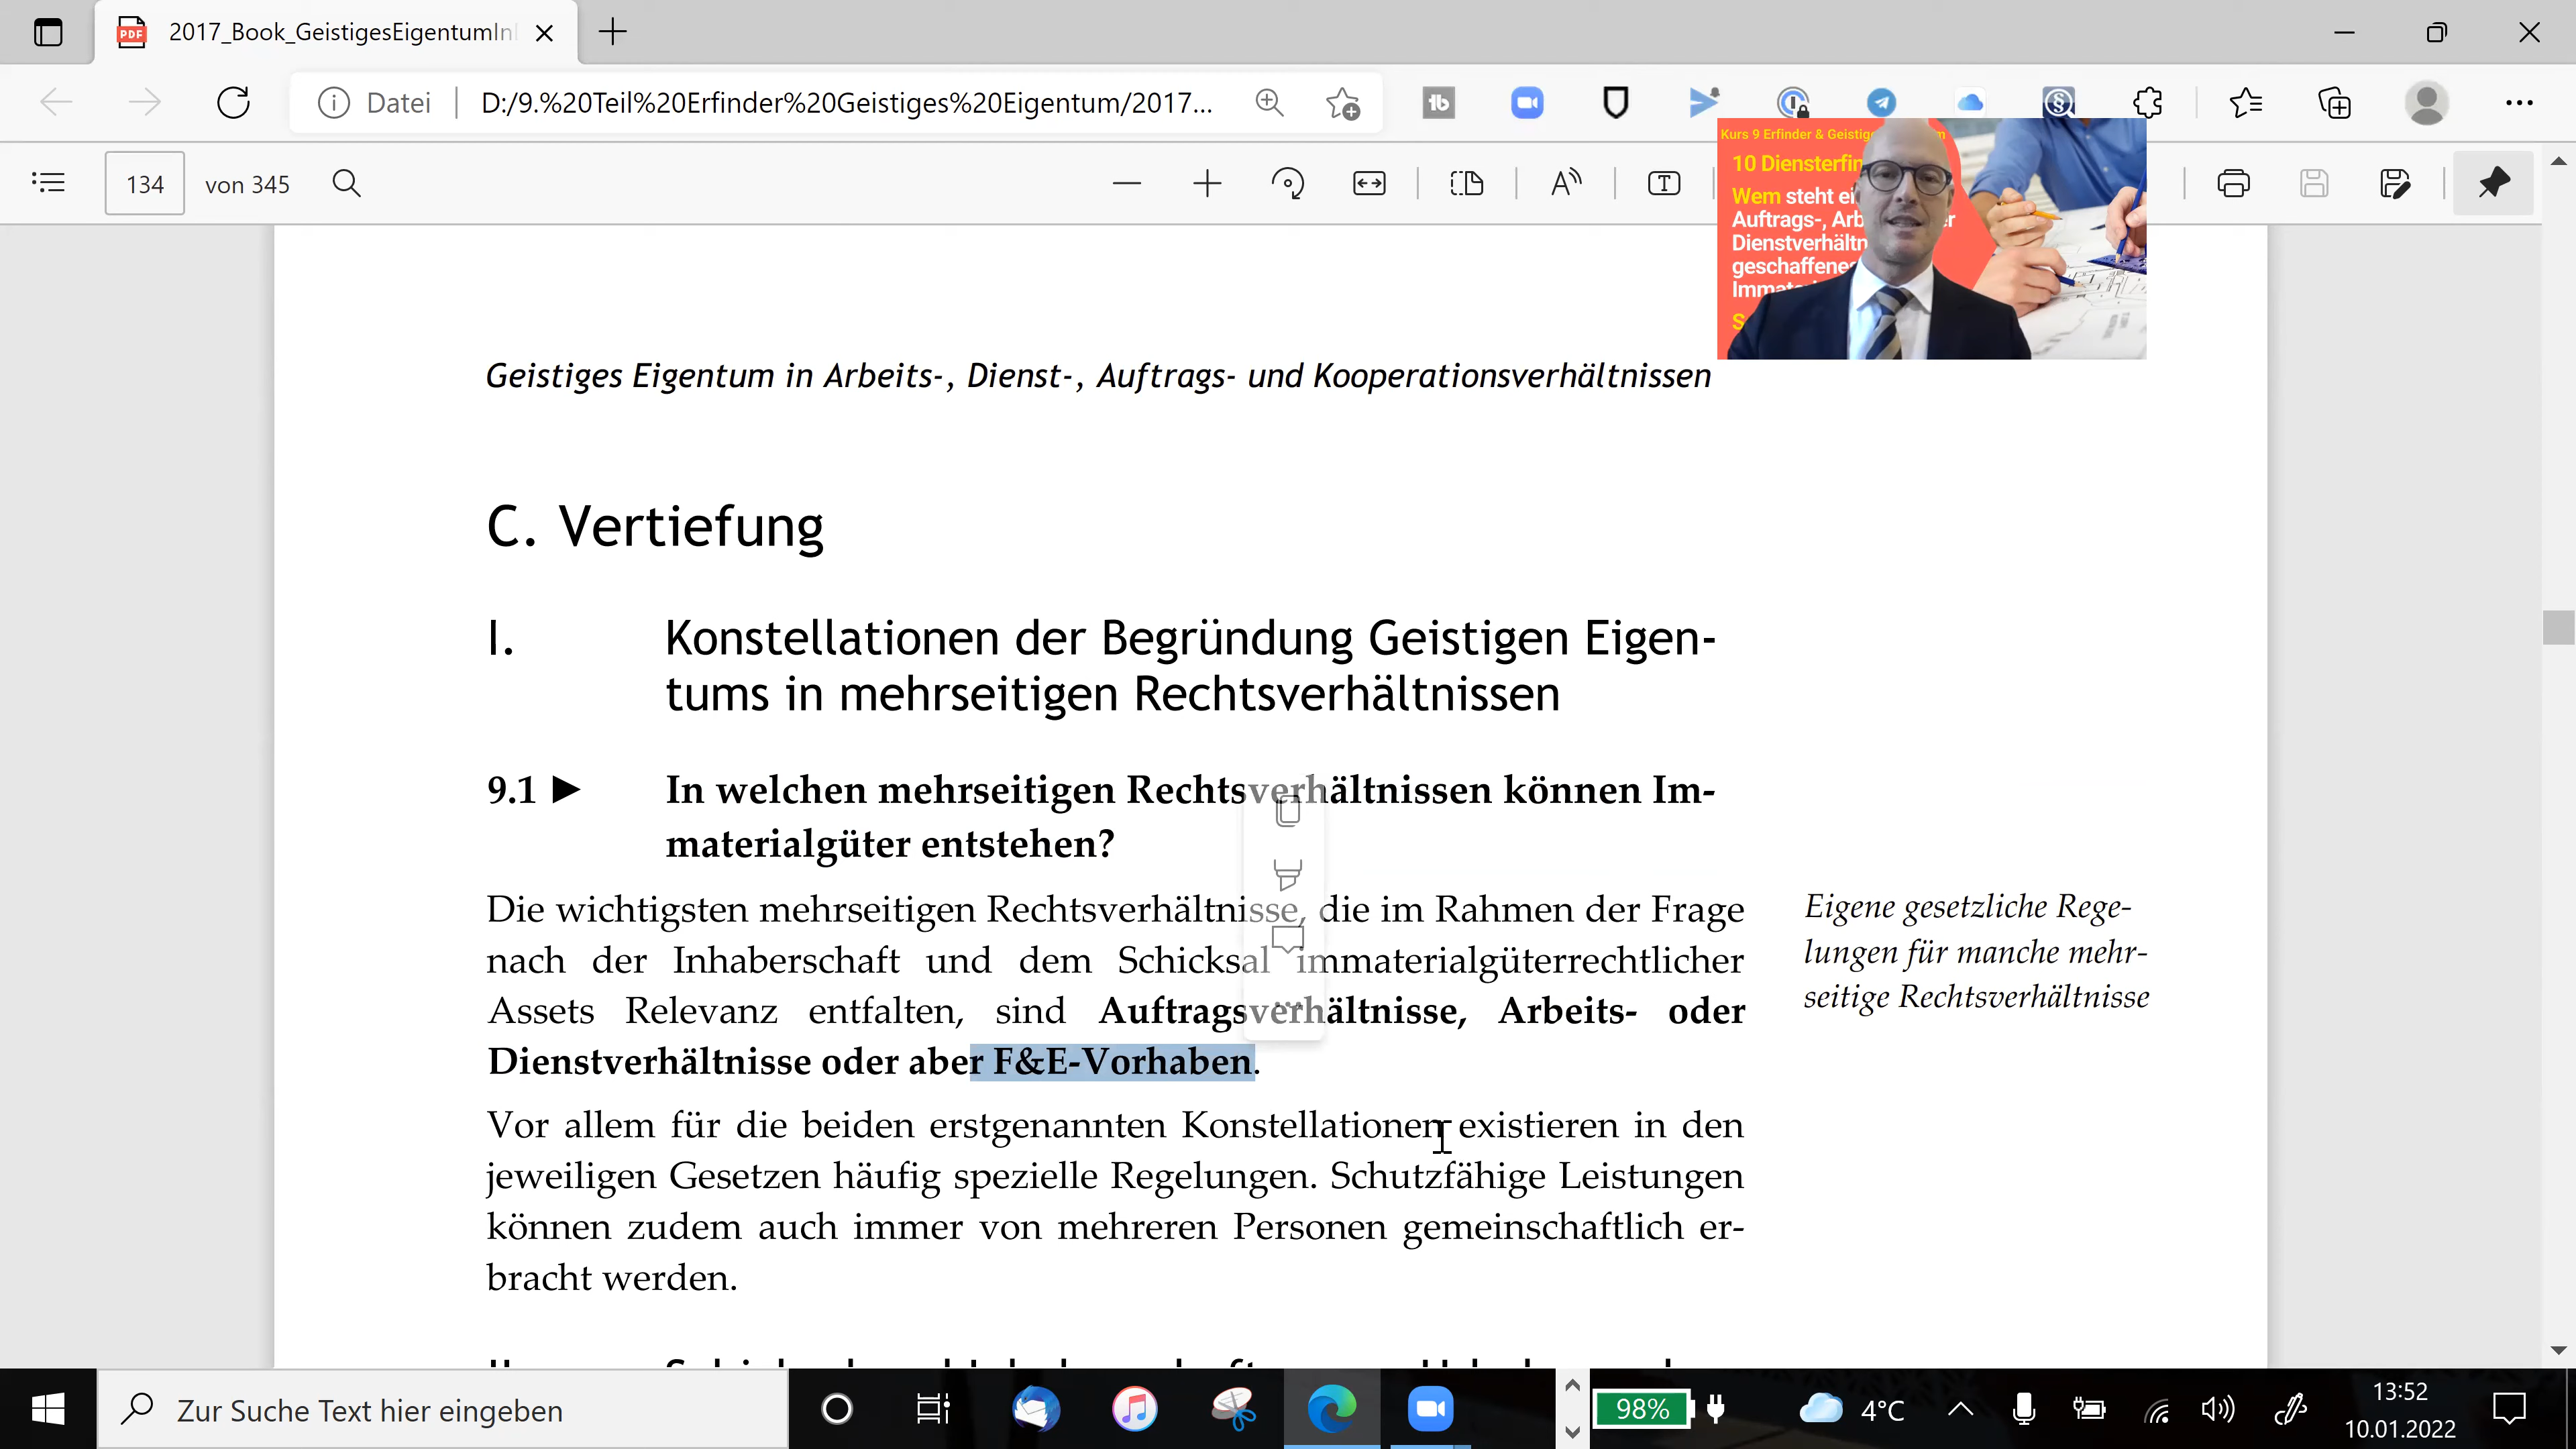 2017_Book_GeistigesEigentumIn
Datei
D:/9.%20Teil%20Erfinder%20Geistiges%20Eigentum/2017...
134
von 345
Kurs 9 Erfinder &
10
Wem steht
Auftrags-,
Geistiges Eigentum in Arbeits-, Dienst-, Auftrags- und Kooperationsverhältnissen
C. Vertiefung
I. Konstellationen der Begründung Geistigen Eigen-
tums in mehrseitigen Rechtsverhältnissen
9.1 ► In welchen mehrseitigen Rechtsverhältnissen können Im-
materialgüter entstehen?
Die wichtigsten mehrseitigen Rechtsverhältnisse, die im Rahmen der Frage
nach der Inhaberschaft und dem Schicksal immaterialgüterrechtlicher
Assets Relevanz entfalten, sind Auftragsverhältnisse, Arbeits- oder
Dienstverhältnisse oder aber F&E-Vorhaben.
Eigene gesetzliche Rege-
lungen für manche mehr-
seitige Rechtsverhältnisse
Vor allem für die beiden erstgenannten Konstellationen existieren in den
jeweiligen Gesetzen häufig spezielle Regelungen. Schutzfähige Leistungen
können zudem auch immer von mehreren Personen gemeinschaftlich er-
bracht werden.
Zur Suche Text hier eingeben
98%
4°C
13:52
10.01.2022